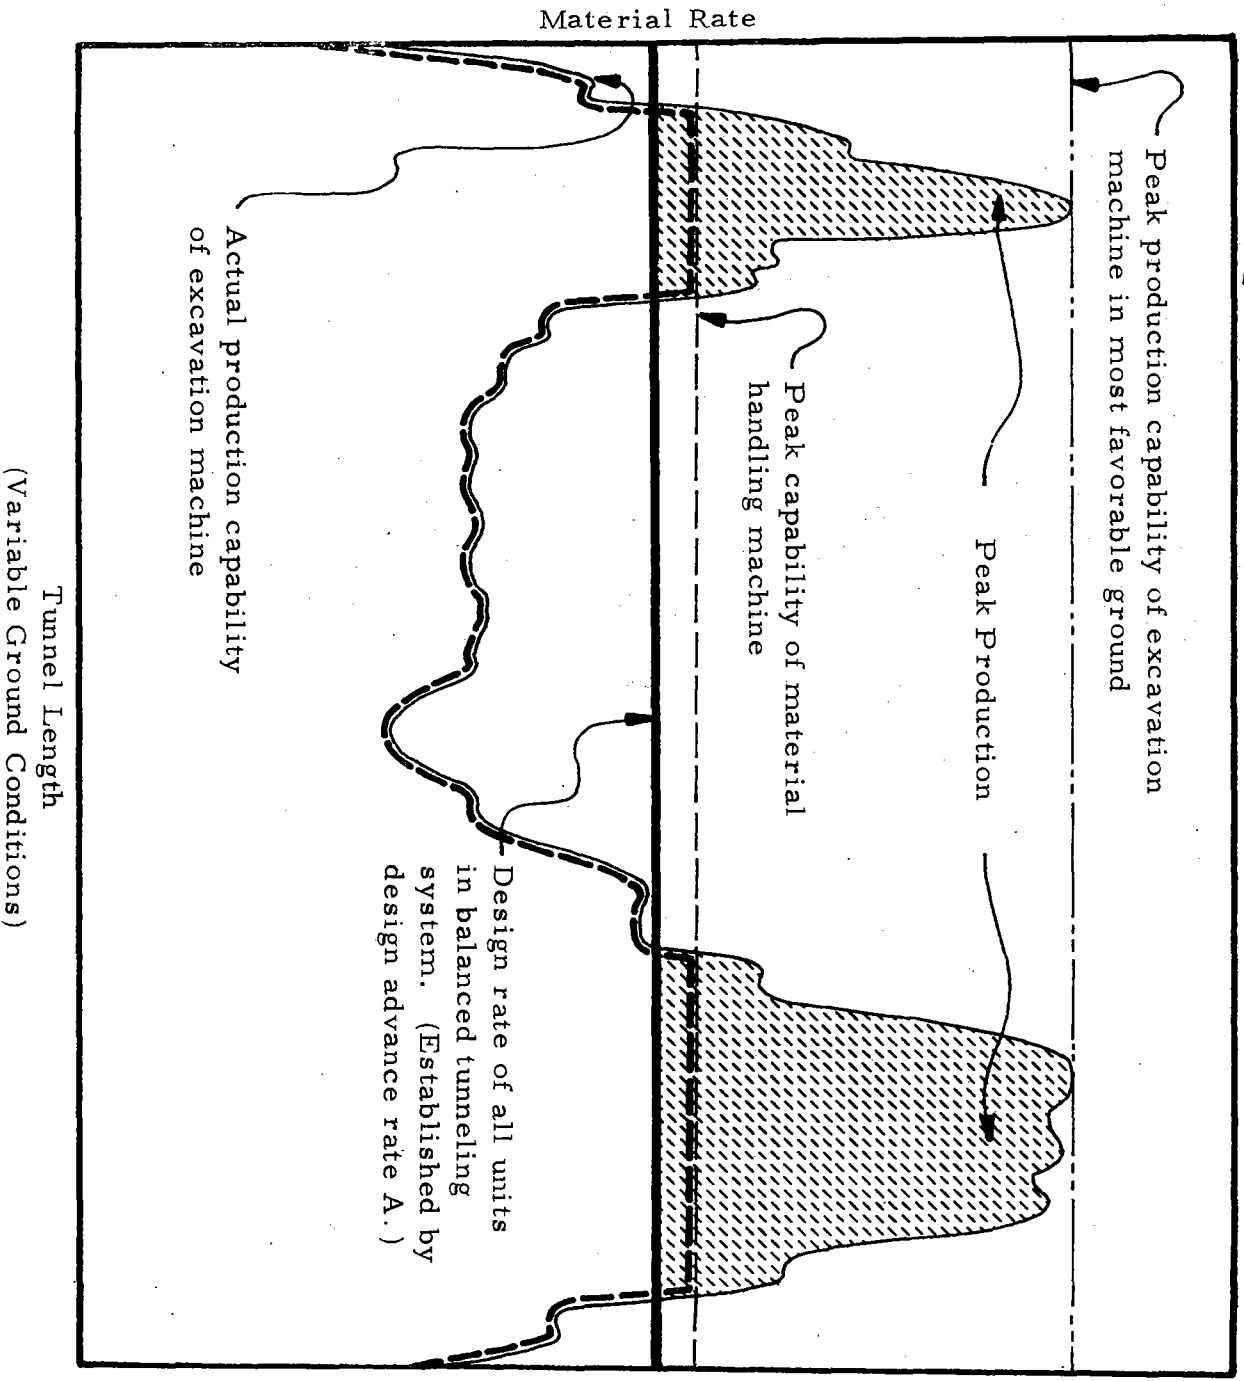 Material Rate
Peak production capability of excavation
machine in most favorable ground
Peak Production
Peak capability of material
handling machine
Design rate of all units
in balanced tunneling
system. (Established by
design advance rate A.)
Actual production capability
of excavation machine
Tunnel Length
(Variable Ground Conditions)